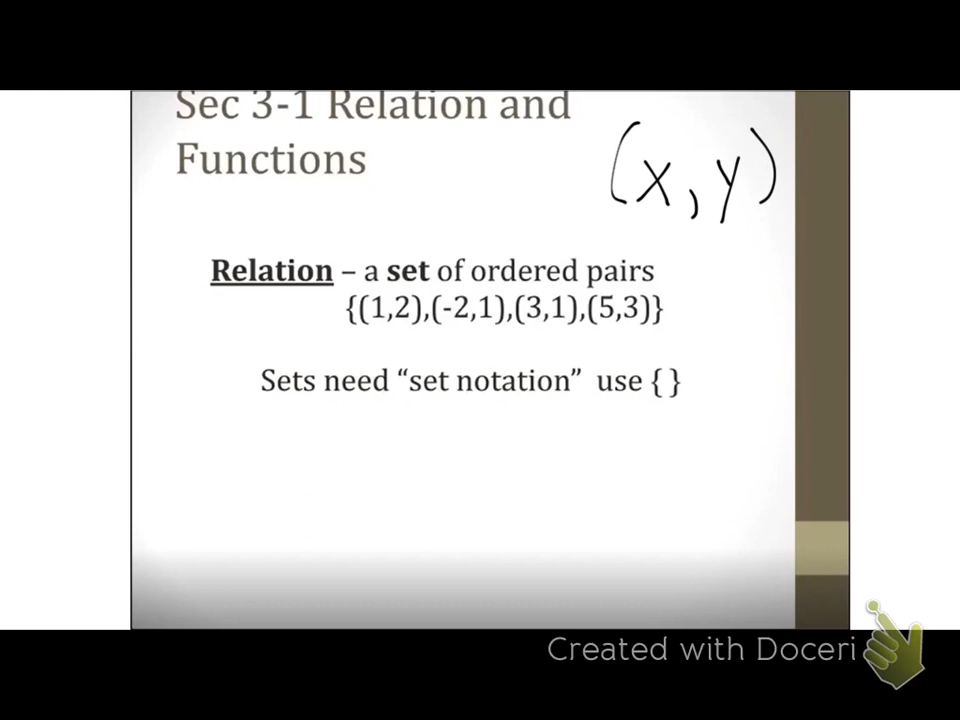 Sec 3-1 Relation and
Functions
(x,y)
Relation – a set of ordered pairs
{(1,2),(-2,1),(3,1),(5,3)}
Sets need “set notation” use { }
Created with Doceri